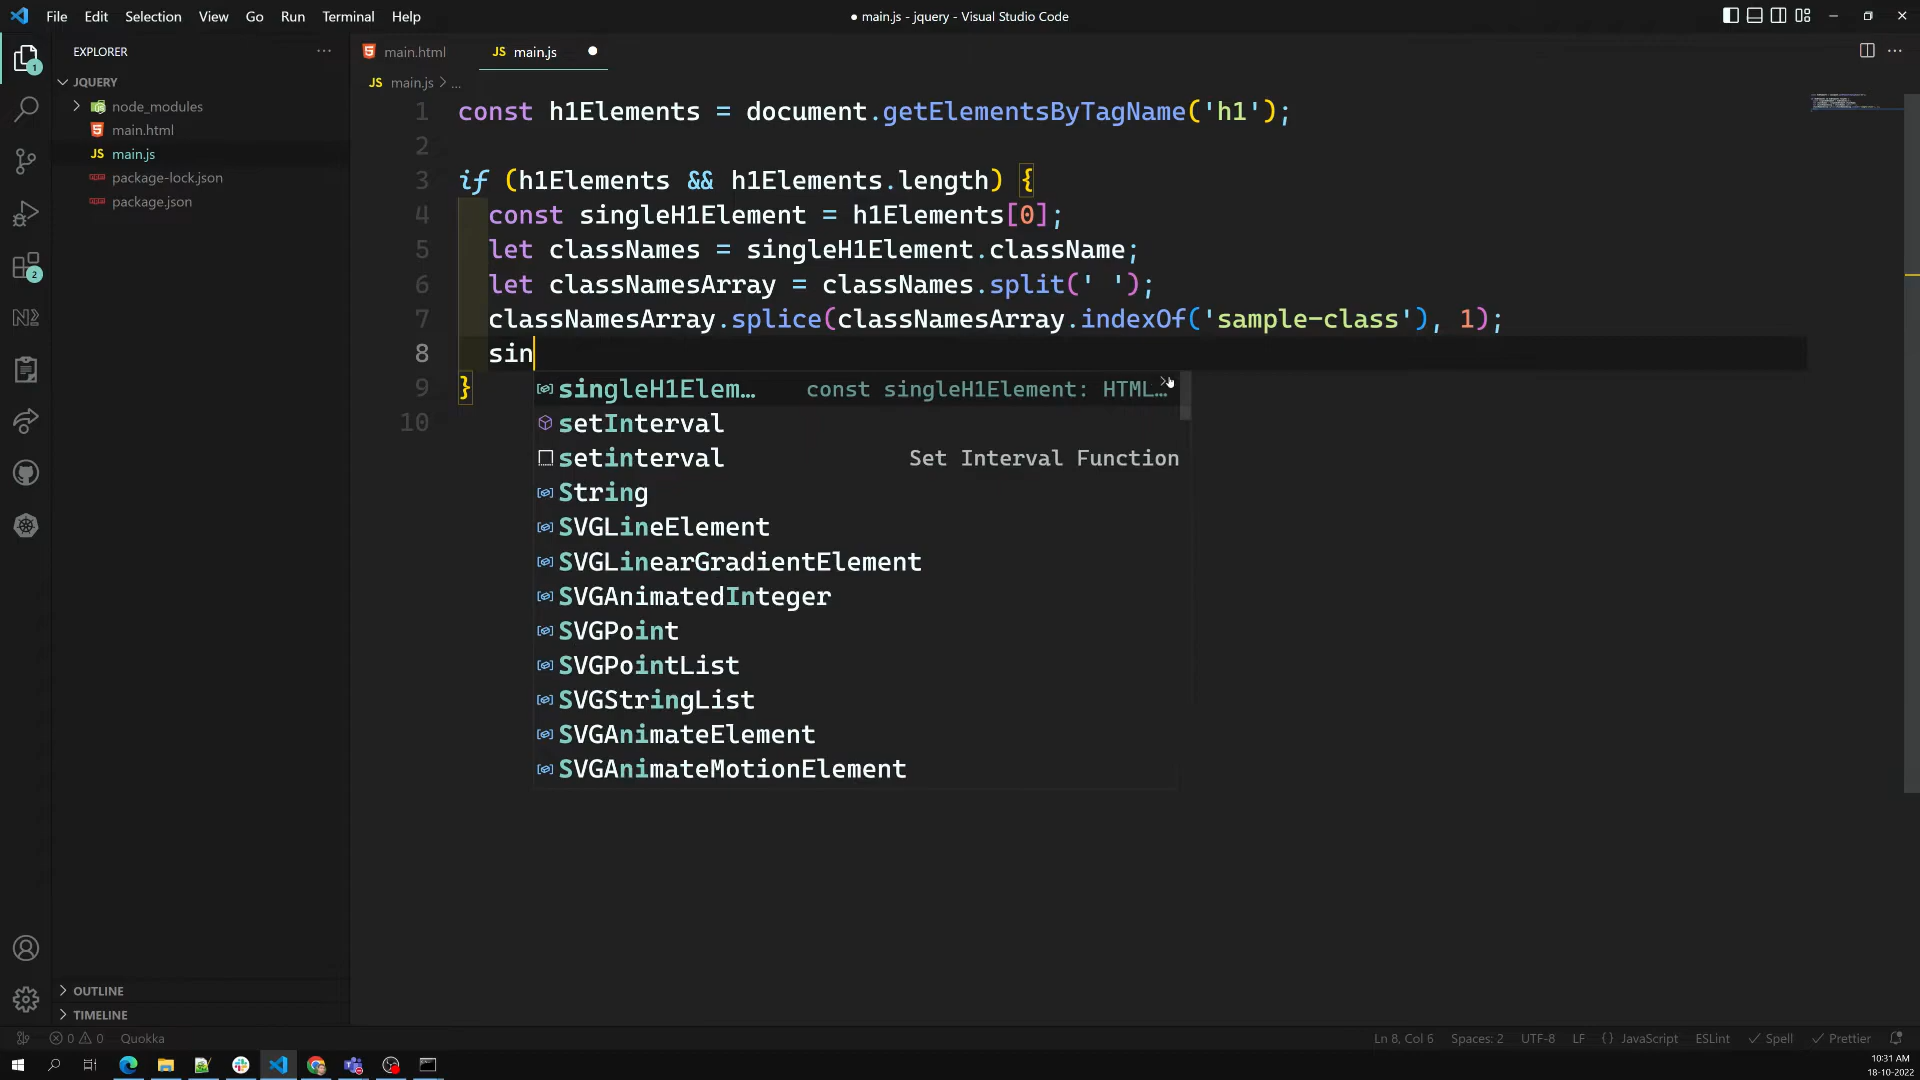 File Edit Selection View Go Run Terminal Help
● main.js - jquery - Visual Studio Code
EXPLORER
JQUERY
node_modules
main.html
main.js
package-lock.json
package.json
OUTLINE
TIMELINE
1
2
main.html
JS main.js
JS main.js > ...
1 const h1Elements = document.getElementsByTagName('h1');
2
3 if (h1Elements && h1Elements.length) {
4 const singleH1Element = h1Elements[0];
5 let classNames = singleH1Element.className;
6 let classNamesArray = classNames.split(' ');
7 classNamesArray.splice(classNamesArray.indexOf('sample-class'), 1);
8 sin
9 }
10
singleH1Elem… const singleH1Element: HTML…
setInterval
setinterval Set Interval Function
String
SVGLineElement
SVGLinearGradientElement
SVGAnimatedInteger
SVGPoint
SVGPointList
SVGStringList
SVGAnimateElement
SVGAnimateMotionElement
0 0 Quokka
Ln 8, Col 6 Spaces: 2 UTF-8 LF {} JavaScript ESLint Spell Prettier
10:31 AM
18-10-2022